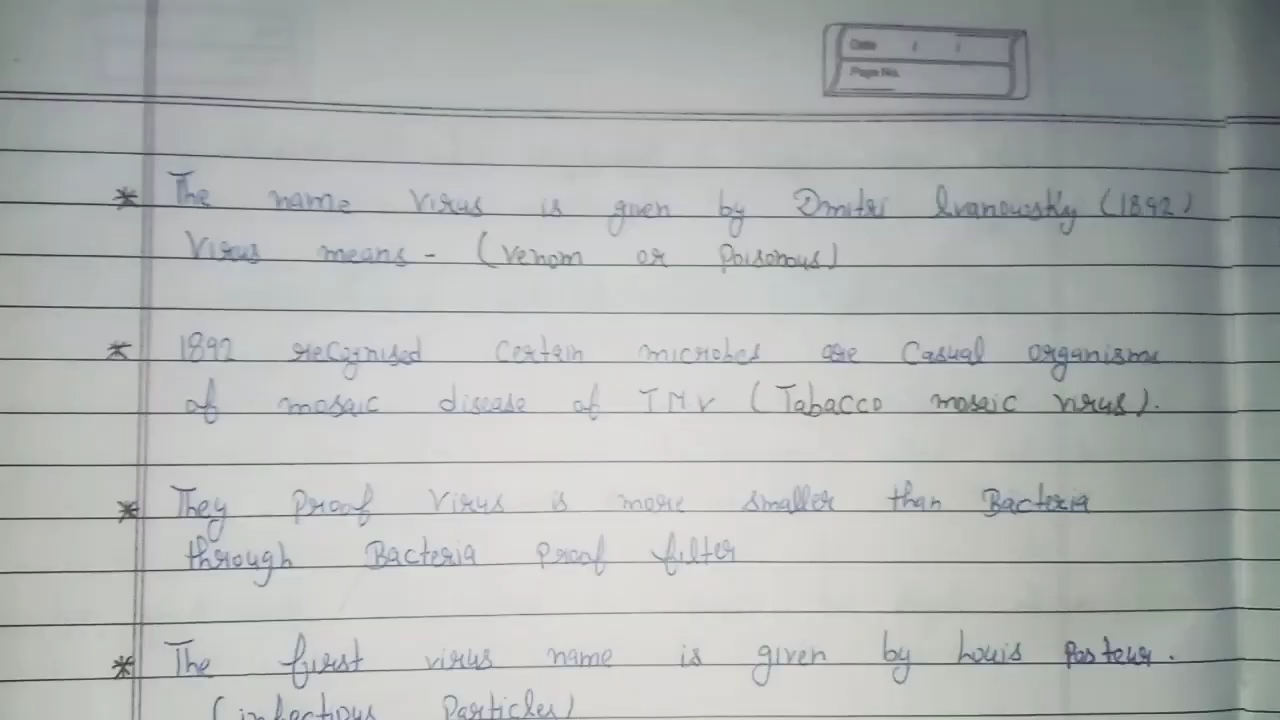 Date / /
Page No.
* The name virus is given by Dmitri Ivanowsky (1892)
Virus means - (Venom or Poisonous)
* 1892 recognised certain microbes are Casual organisms
of mosaic disease of TMV (Tabacco mosaic virus).
* They Proof Virus is more smaller than Bacteria
through Bacteria Proof filter
* The first virus name is given by Louis Pasteur.
(infectious Particles)